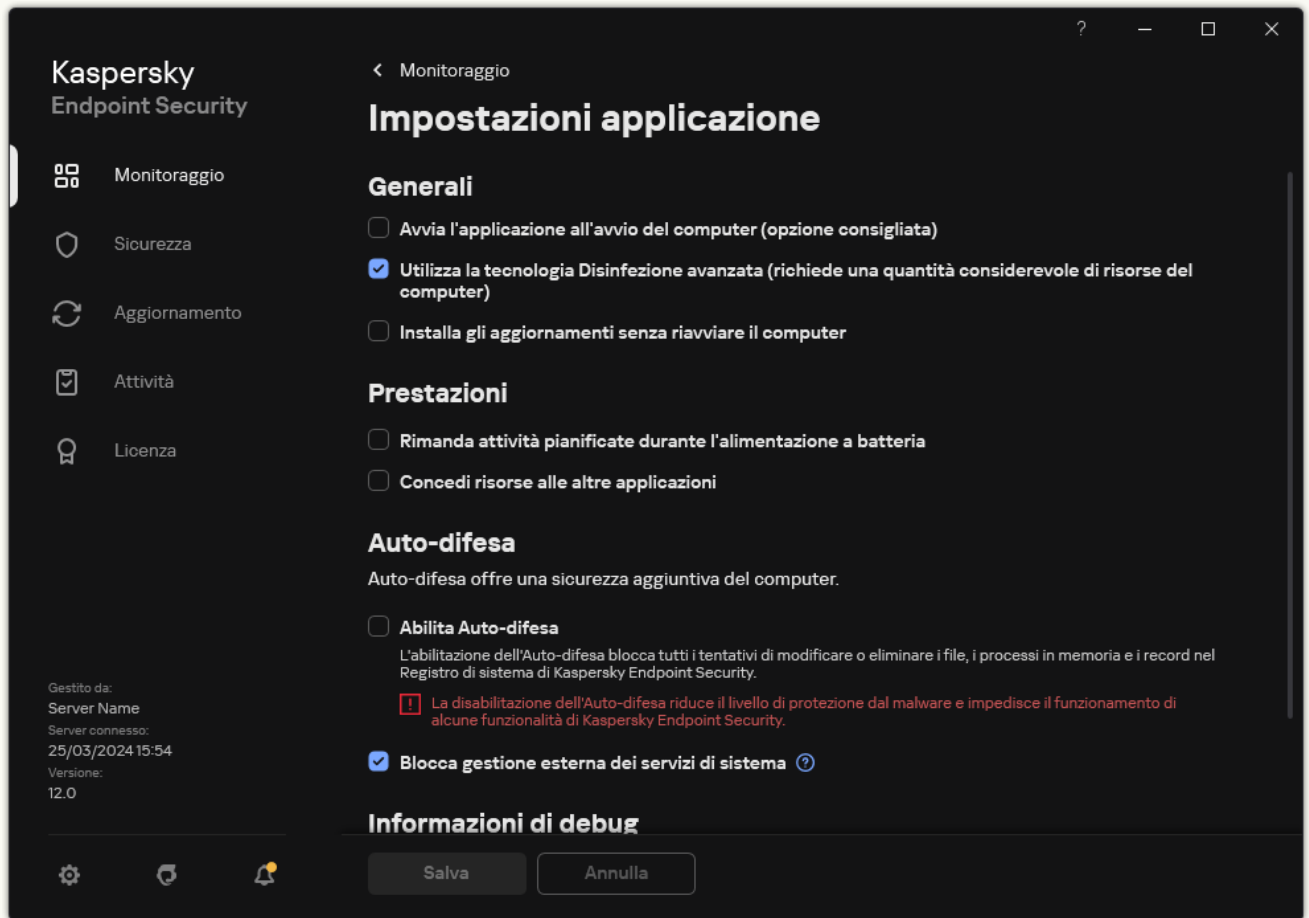 Kaspersky
Endpoint Security
Monitoraggio
Sicurezza
Aggiornamento
Attività
Licenza
Gestito da:
Server Name
Server connesso:
25/03/2024 15:54
Versione:
12.0
?
Monitoraggio
Impostazioni applicazione
Generali
Avvia l'applicazione all'avvio del computer (opzione consigliata)
Utilizza la tecnologia Disinfezione avanzata (richiede una quantità considerevole di risorse del
computer)
Installa gli aggiornamenti senza riavviare il computer
Prestazioni
Rimanda attività pianificate durante l'alimentazione a batteria
Concedi risorse alle altre applicazioni
Auto-difesa
Auto-difesa offre una sicurezza aggiuntiva del computer.
Abilita Auto-difesa
L'abilitazione dell'Auto-difesa blocca tutti i tentativi di modificare o eliminare i file, i processi in memoria e i record nel
Registro di sistema di Kaspersky Endpoint Security.
La disabilitazione dell'Auto-difesa riduce il livello di protezione dal malware e impedisce il funzionamento di
alcune funzionalità di Kaspersky Endpoint Security.
Blocca gestione esterna dei servizi di sistema ?
Informazioni di debug
Salva
Annulla